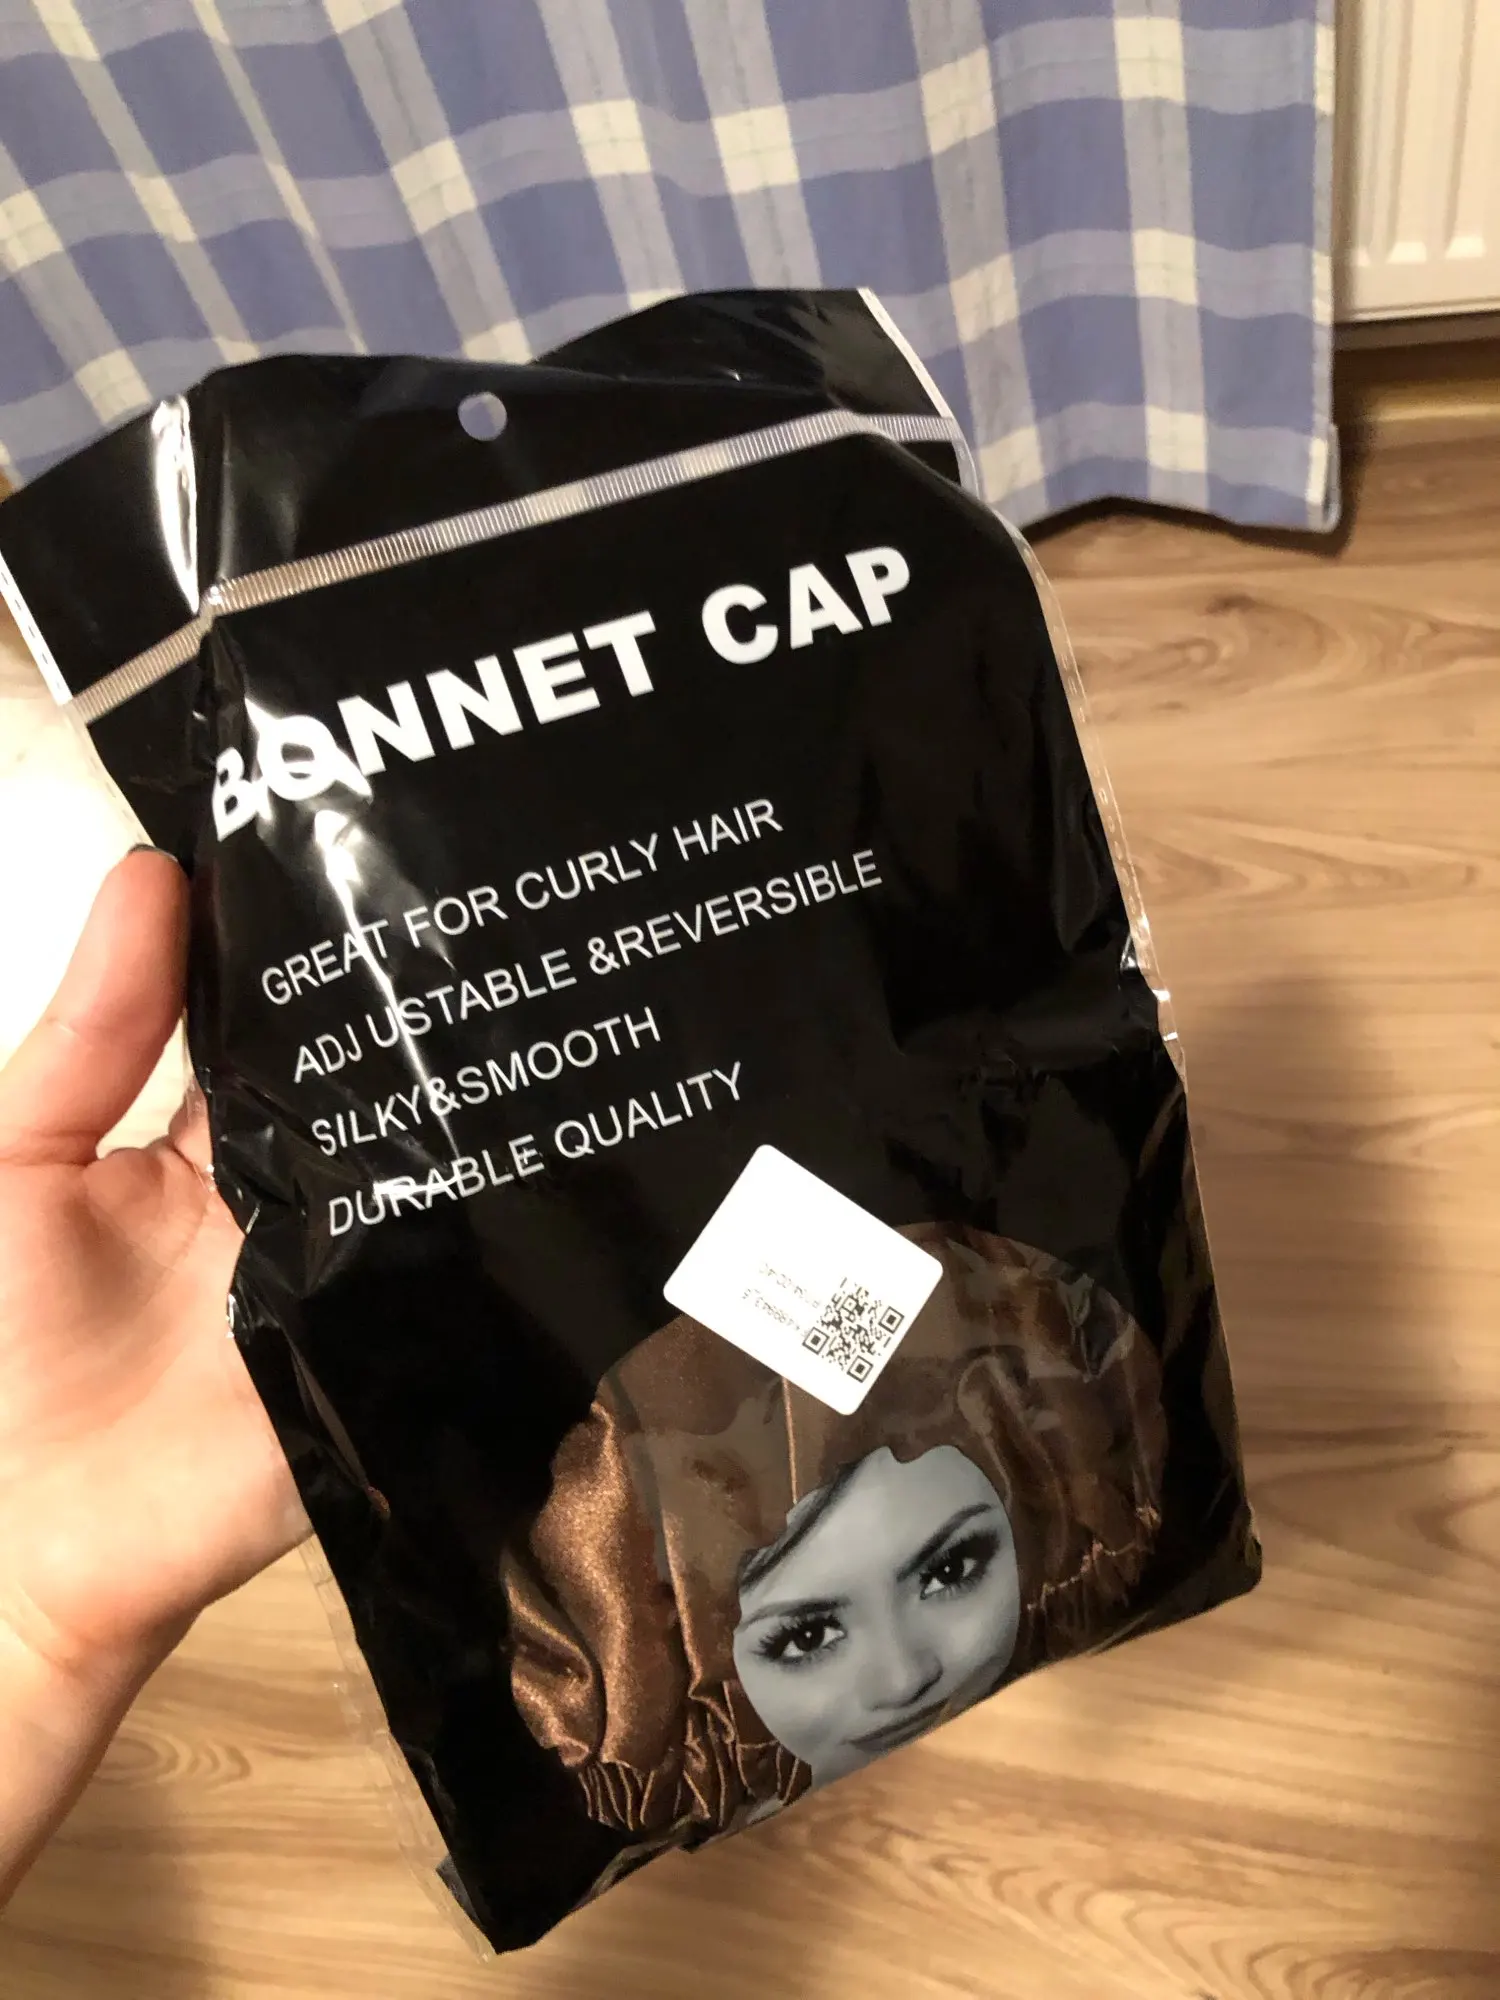 BONNET CAP
GREAT FOR CURLY HAIR
ADJUSTABLE &REVERSIBLE
SILKY&SMOOTH
DURABLE QUALITY